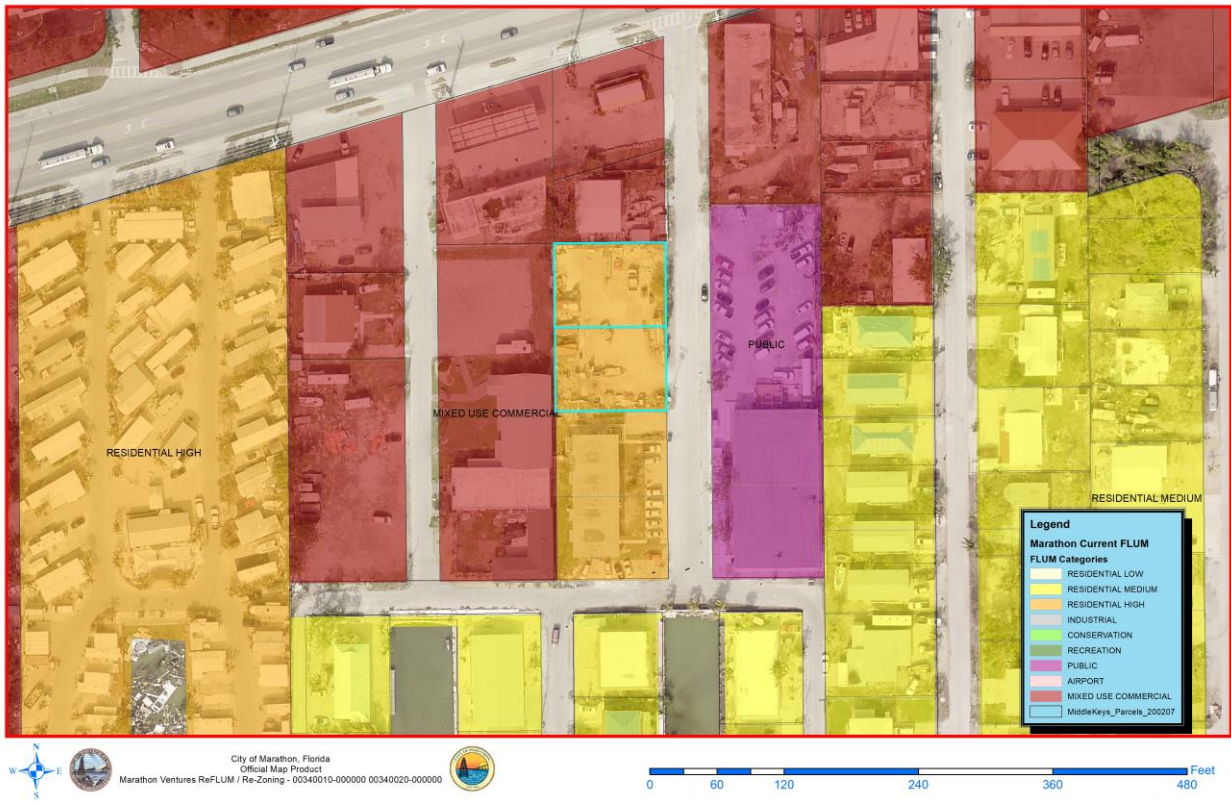 PUBLIC
MIXED USE COMMERCIAL
RESIDENTIAL HIGH
RESIDENTIAL MEDIUM
Legend
Marathon Current FLUM
FLUM Categories
RESIDENTIAL LOW
RESIDENTIAL MEDIUM
RESIDENTIAL HIGH
INDUSTRIAL
CONSERVATION
RECREATION
PUBLIC
AIRPORT
MIXED USE COMMERCIAL
MiddleKeys_Parcels_200207
N
W E
S
City of Marathon, Florida
Official Map Product
Marathon Ventures ReFLUM / Re-Zoning - 00340010-000000 00340020-000000
Feet
0 60 120 240 360 480